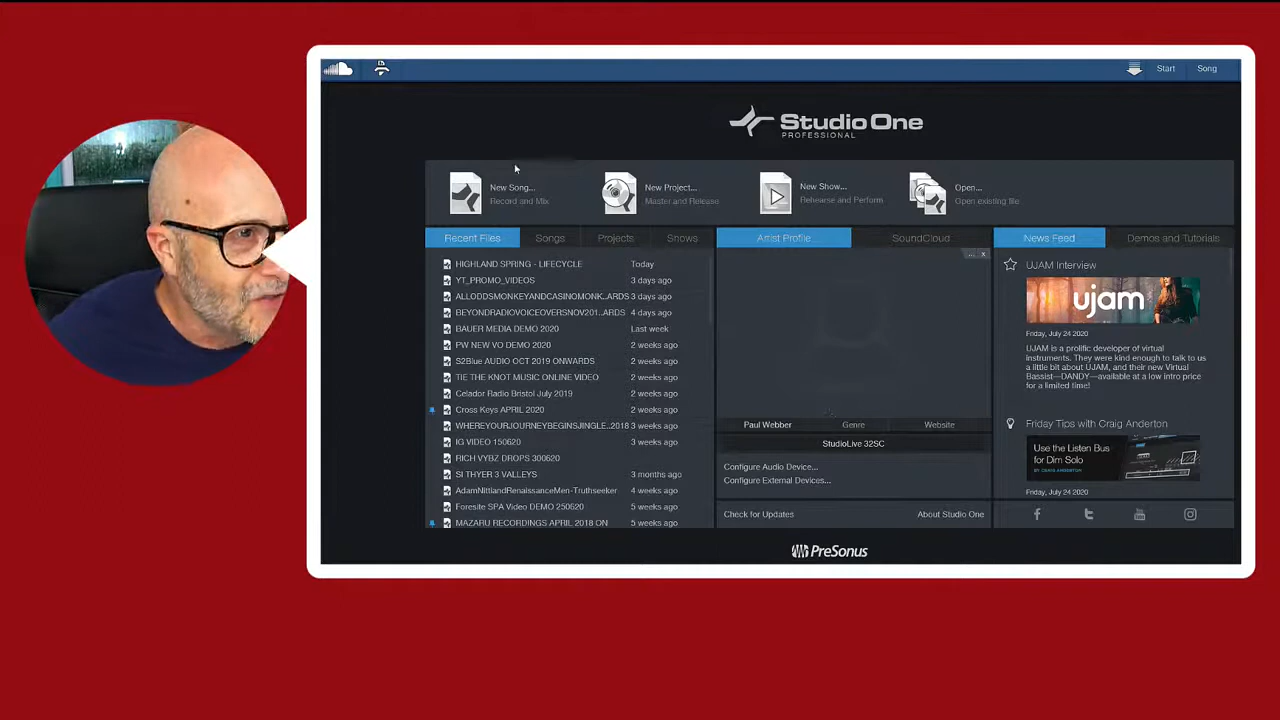 Start
Song
Studio One
PROFESSIONAL
New Song...
Record and Mix
New Project...
Master and Release
New Show...
Rehearse and Perform
Open...
Open existing file
Recent Files
Songs
Projects
Shows
Artist Profile
SoundCloud
News Feed
Demos and Tutorials
HIGHLAND SPRING - LIFECYCLE Today
YT_PROMO_VIDEOS 3 days ago
ALLODDSMONKEYANDCASINOMONK..ARDS 3 days ago
BEYONDRADIOVOICEOVERSNOV201..ARDS 4 days ago
BAUER MEDIA DEMO 2020 Last week
PW NEW VO DEMO 2020 2 weeks ago
S2Blue AUDIO OCT 2019 ONWARDS 2 weeks ago
TIE THE KNOT MUSIC ONLINE VIDEO 2 weeks ago
Celador Radio Bristol July 2019 2 weeks ago
Cross Keys APRIL 2020 2 weeks ago
WHEREYOURJOURNEYBEGINSJINGLE..2018 3 weeks ago
IG VIDEO 150620 3 weeks ago
RICH VYBZ DROPS 300620 3 weeks ago
SI THYER 3 VALLEYS 3 months ago
AdamNittiandRenaissanceMen-Truthseeker 4 weeks ago
Foresite SPA Video DEMO 250620 5 weeks ago
MAZARU RECORDINGS APRIL 2018 ON 5 weeks ago
... x
Paul Webber
Genre
Website
StudioLive 32SC
Configure Audio Device...
Configure External Devices...
Check for Updates
About Studio One
UJAM Interview
ujam
Friday, July 24 2020
UJAM is a prolific developer of virtual
instruments. They were kind enough to talk to us
a little bit about UJAM, and their new Virtual
Bassist—DANDY—available at a low intro price
for a limited time!
Friday Tips with Craig Anderton
Use the Listen Bus
for Dim Solo
BY CRAIG ANDERTON
Friday, July 24 2020
PreSonus